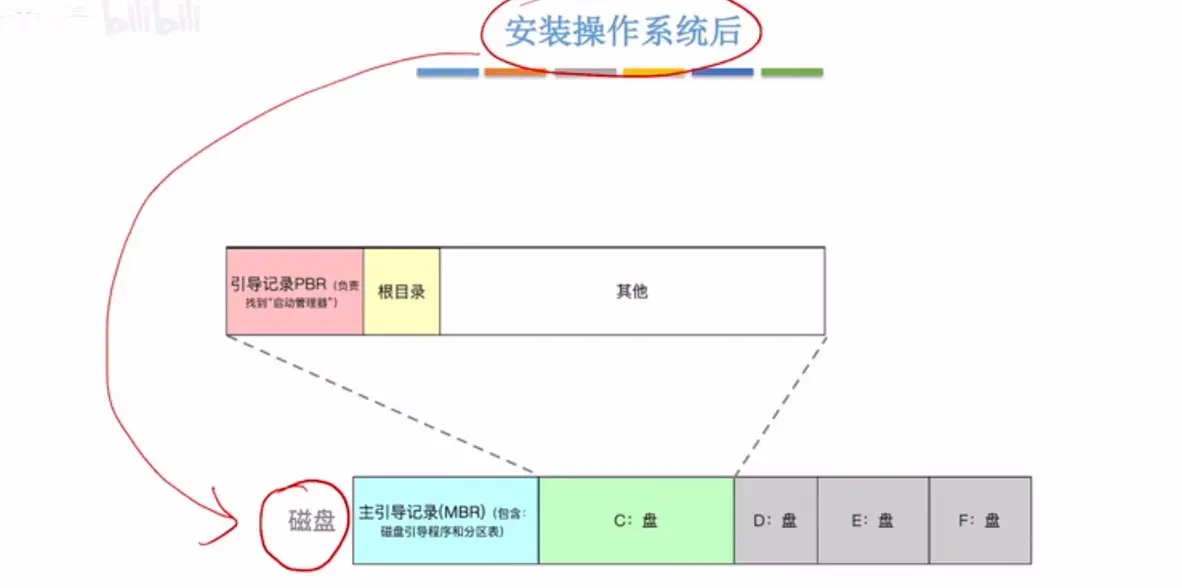 bilibili
安装操作系统后
引导记录PBR（负责
找到“启动管理器”）
根目录
其他
磁盘
主引导记录(MBR)（包含：
磁盘引导程序和分区表）
C：盘
D：盘
E：盘
F：盘